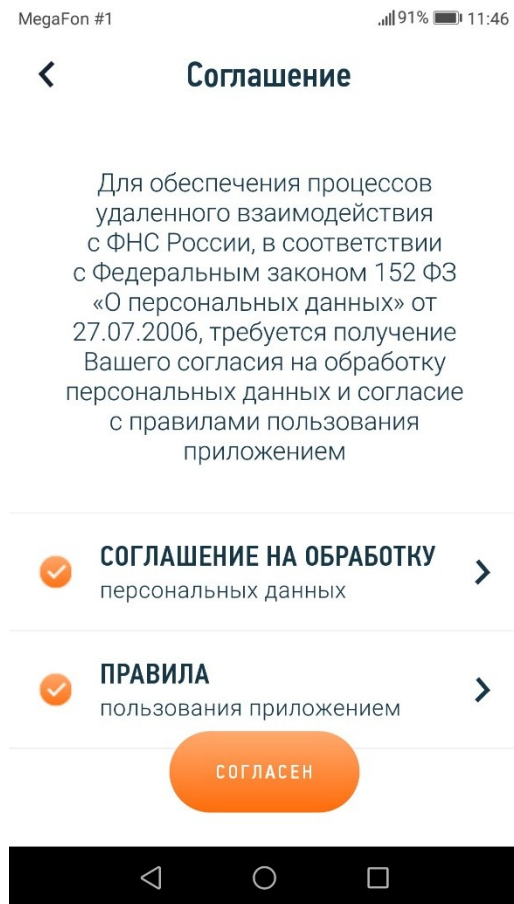 MegaFon #1 91% 11:46
Соглашение
Для обеспечения процессов
удаленного взаимодействия
с ФНС России, в соответствии
с Федеральным законом 152 ФЗ
«О персональных данных» от
27.07.2006, требуется получение
Вашего согласия на обработку
персональных данных и согласие
с правилами пользования
приложением
СОГЛАШЕНИЕ НА ОБРАБОТКУ
персональных данных
ПРАВИЛА
пользования приложением
СОГЛАСЕН